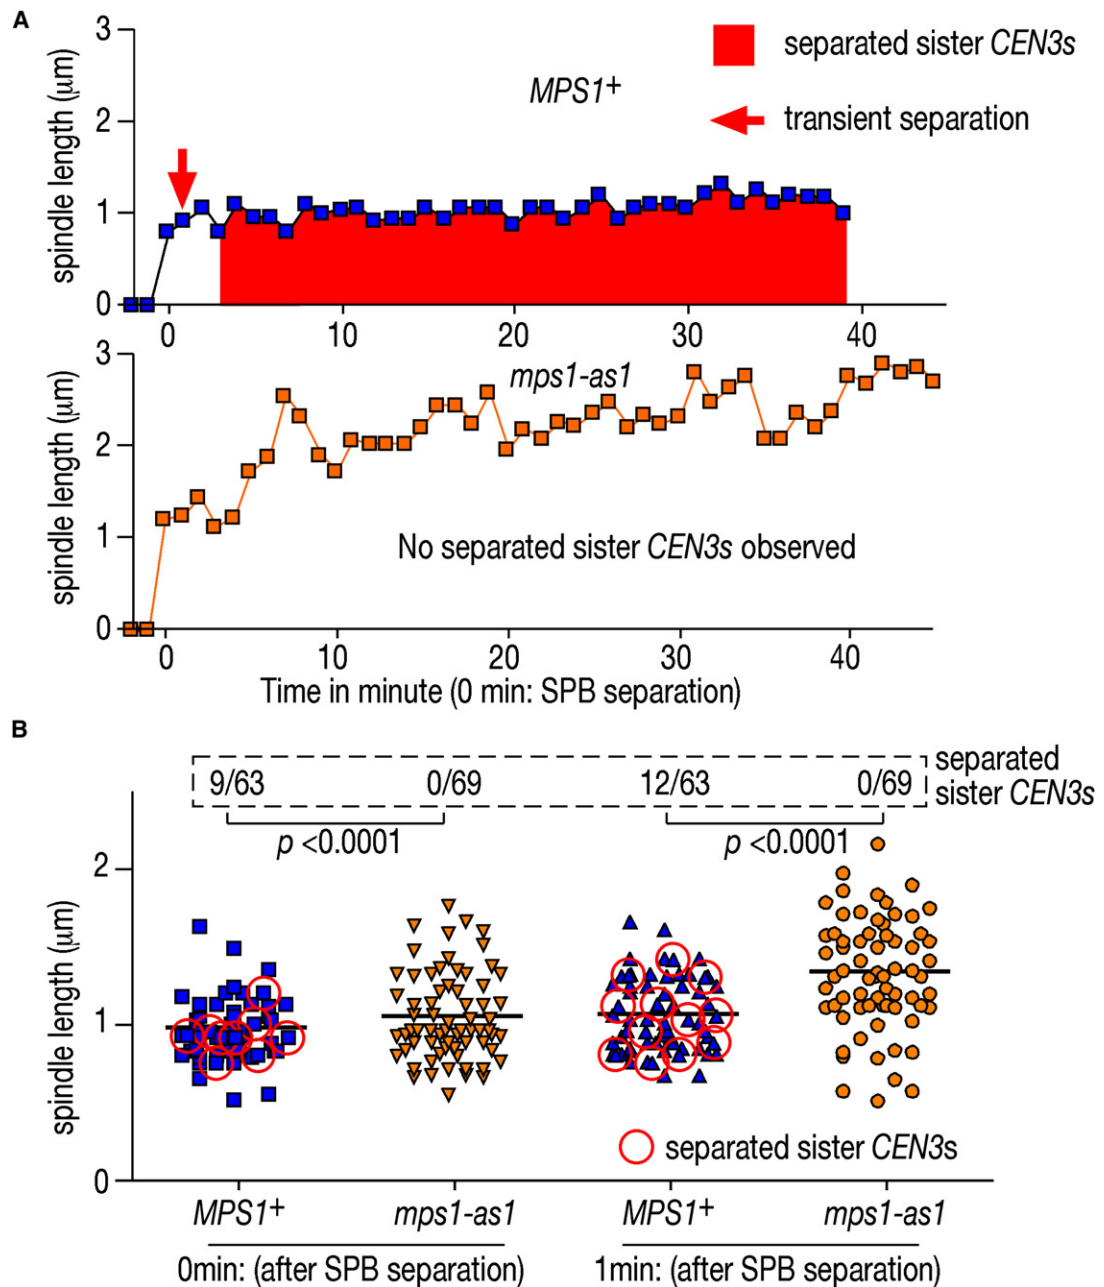 A
3
2
1
0
spindle length (µm)
MPS1+
separated sister CEN3s
transient separation
0 10 20 30 40
3
2
1
0
spindle length (µm)
mps1-as1
No separated sister CEN3s observed
0 10 20 30 40
Time in minute (0 min: SPB separation)
B
9/63 0/69 12/63 0/69
separated
sister CEN3s
p <0.0001 p <0.0001
2
1
0
spindle length (µm)
separated sister CEN3s
MPS1+ mps1-as1 MPS1+ mps1-as1
0min: (after SPB separation) 1min: (after SPB separation)